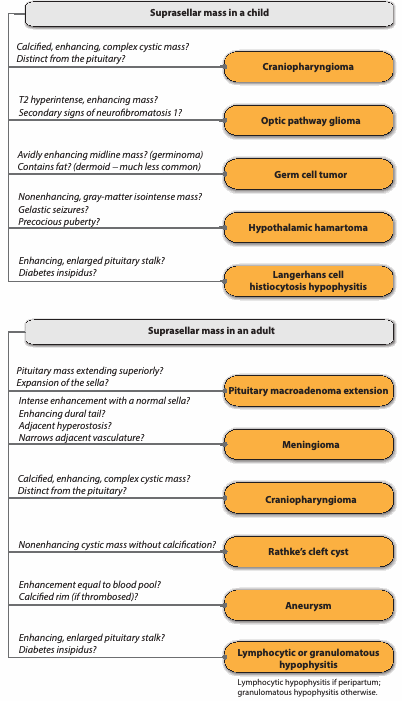 Suprasellar mass in a child
Calcified, enhancing, complex cystic mass?
Distinct from the pituitary?
Craniopharyngioma
T2 hyperintense, enhancing mass?
Secondary signs of neurofibromatosis 1?
Optic pathway glioma
Avidly enhancing midline mass? (germinoma)
Contains fat? (dermoid – much less common)
Germ cell tumor
Nonenhancing, gray-matter isointense mass?
Gelastic seizures?
Precocious puberty?
Hypothalamic hamartoma
Enhancing, enlarged pituitary stalk?
Diabetes insipidus?
Langerhans cell
histiocytosis hypophysitis
Suprasellar mass in an adult
Pituitary mass extending superiorly?
Expansion of the sella?
Pituitary macroadenoma extension
Intense enhancement with a normal sella?
Enhancing dural tail?
Adjacent hyperostosis?
Narrows adjacent vasculature?
Meningioma
Calcified, enhancing, complex cystic mass?
Distinct from the pituitary?
Craniopharyngioma
Nonenhancing cystic mass without calcification?
Rathke's cleft cyst
Enhancement equal to blood pool?
Calcified rim (if thrombosed)?
Aneurysm
Enhancing, enlarged pituitary stalk?
Diabetes insipidus?
Lymphocytic or granulomatous
hypophysitis
Lymphocytic hypophysitis if peripartum;
granulomatous hypophysitis otherwise.